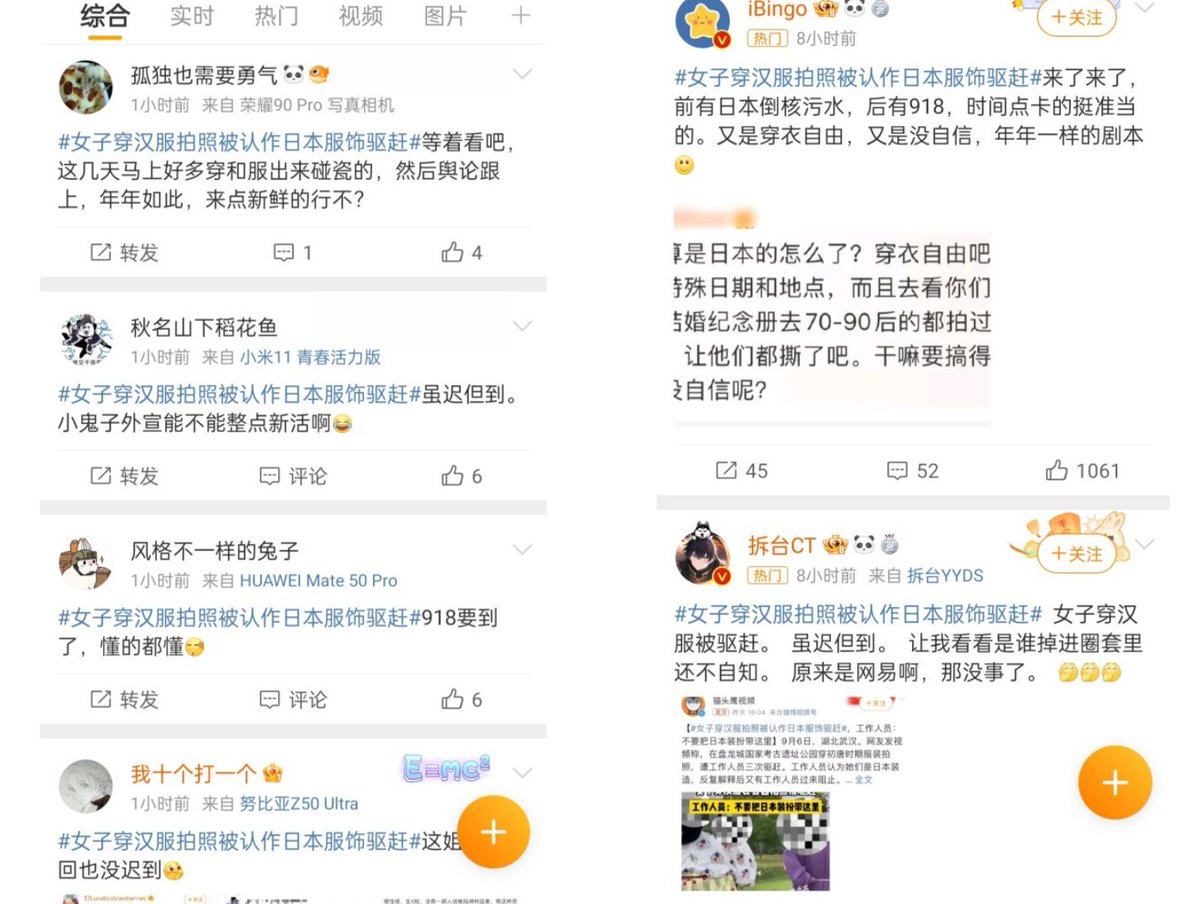 综合 实时 热门 视频 图片
孤独也需要勇气
1小时前 来自 荣耀90 Pro 写真相机
#女子穿汉服拍照被认作日本服饰驱赶#等着看吧，
这几天马上好多穿和服出来碰瓷的，然后舆论跟
上，年年如此，来点新鲜的行不？
转发 1 4
秋名山下稻花鱼
1小时前 来自 小米11 青春活力版
#女子穿汉服拍照被认作日本服饰驱赶#虽迟但到。
小鬼子外宣能不能整点新活啊😂
转发 评论 6
风格不一样的兔子
1小时前 来自 HUAWEI Mate 50 Pro
#女子穿汉服拍照被认作日本服饰驱赶#918要到
了，懂的都懂
转发 评论 6
我十个打一个
E=mc²
1小时前 来自 努比亚Z50 Ultra
#女子穿汉服拍照被认作日本服饰驱赶#这姐
回也没迟到
iBingo
+关注
热门 8小时前
#女子穿汉服拍照被认作日本服饰驱赶#来了来了，
前有日本倒核污水，后有918，时间点卡的挺准当
的。又是穿衣自由，又是没自信，年年一样的剧本
🙂
算是日本的怎么了？穿衣自由吧
特殊日期和地点，而且去看你们
结婚纪念册去70-90后的都拍过
让他们都撕了吧。干嘛要搞得
没自信呢？
45 52 1061
拆台CT
+关注
热门 8小时前 来自 拆台YYDS
#女子穿汉服拍照被认作日本服饰驱赶# 女子穿汉
服被驱赶。 虽迟但到。 让我看看是谁掉进圈套里
还不自知。 原来是网易啊，那没事了。🤭🤭🤭
猫头鹰视频
+关注
昨天 19:04 来自微博视频号
【#女子穿汉服拍照被认作日本服饰驱赶#，工作人员：
不要把日本装扮带这里】9月6日，湖北武汉。网友发视
频称，在盘龙城国家考古遗址公园穿初唐时期服装拍
照，遭工作人员三次驱赶。工作人员认为她们是日本装
造，反复解释后又有工作人员过来阻止。... 全文
工作人员：不要把日本装扮带这里